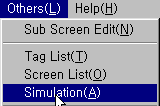 Others(L) Help(H)
Sub Screen Edit(N)
Tag List(T)
Screen List(O)
Simulation(A)